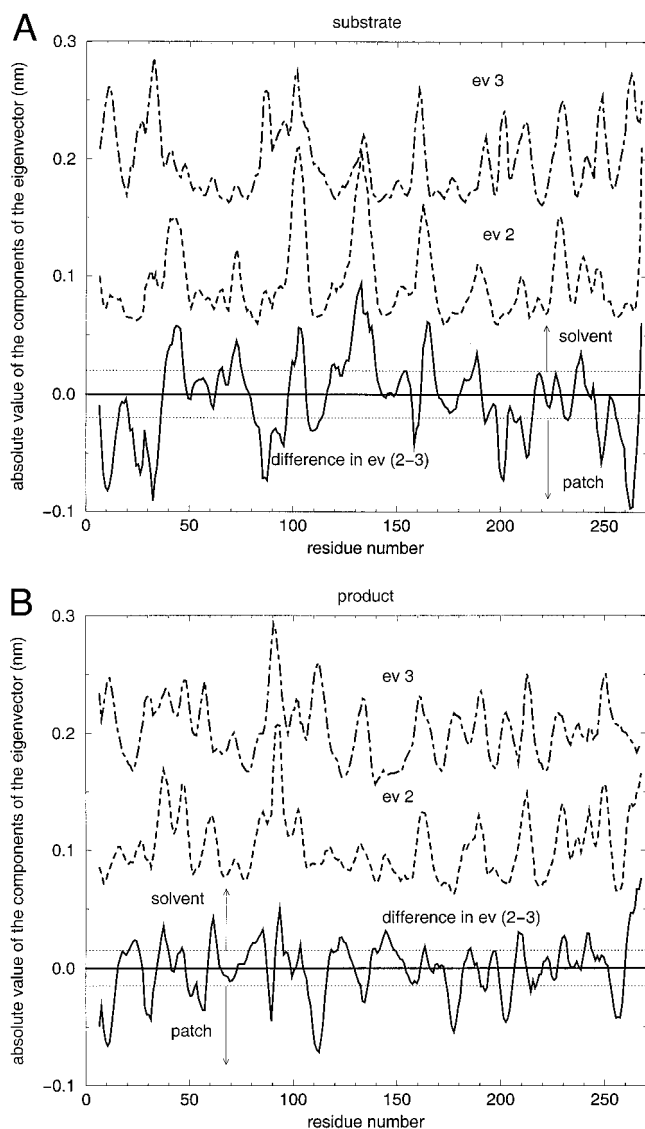 A
substrate
absolute value of the components of the eigenvector (nm)
0.3
0.2
0.1
0.0
−0.1
ev 3
ev 2
solvent
difference in ev (2−3)
patch
0 50 100 150 200 250
residue number
B
product
absolute value of the components of the eigenvector (nm)
0.3
0.2
0.1
0.0
−0.1
ev 3
ev 2
solvent
difference in ev (2−3)
patch
0 50 100 150 200 250
residue number